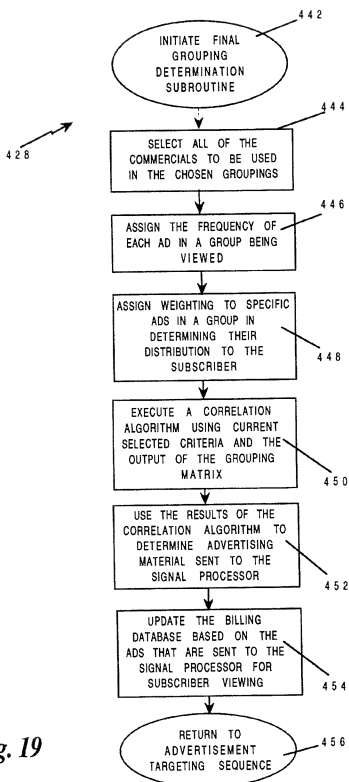 442
INITIATE FINAL
GROUPING
DETERMINATION
SUBROUTINE
428
444
SELECT ALL OF THE
COMMERCIALS TO BE USED
IN THE CHOSEN GROUPINGS
446
ASSIGN THE FREQUENCY OF
EACH AD IN A GROUP BEING
VIEWED
ASSIGN WEIGHTING TO SPECIFIC
ADS IN A GROUP IN
DETERMINING THEIR
DISTRIBUTION TO THE
SUBSCRIBER
448
EXECUTE A CORRELATION
ALGORITHM USING CURRENT
SELECTED CRITERIA AND THE
OUTPUT OF THE GROUPING
MATRIX
450
USE THE RESULTS OF THE
CORRELATION ALGORITHM TO
DETERMINE ADVERTISING
MATERIAL SENT TO THE
SIGNAL PROCESSOR
452
UPDATE THE BILLING
DATABASE BASED ON THE
ADS THAT ARE SENT TO THE
SIGNAL PROCESSOR FOR
SUBSCRIBER VIEWING
454
RETURN TO
ADVERTISEMENT
TARGETING SEQUENCE
456
g. 19